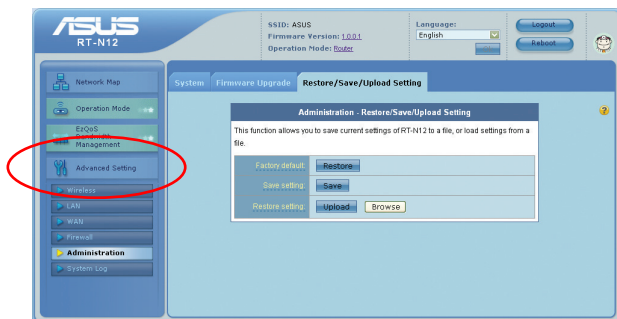 ASUS
RT-N12
SSID: ASUS
Firmware Version: 1.0.0.1
Operation Mode: Router
Language:
English
Logout
Reboot
Network Map
Operation Mode
EzQoS
Bandwidth
Management
Advanced Setting
Wireless
LAN
WAN
Firewall
Administration
System Log
System Firmware Upgrade Restore/Save/Upload Setting
Administration - Restore/Save/Upload Setting
This function allows you to save current settings of RT-N12 to a file, or load settings from a
file.
Factory default: Restore
Save setting: Save
Restore setting: Upload Browse